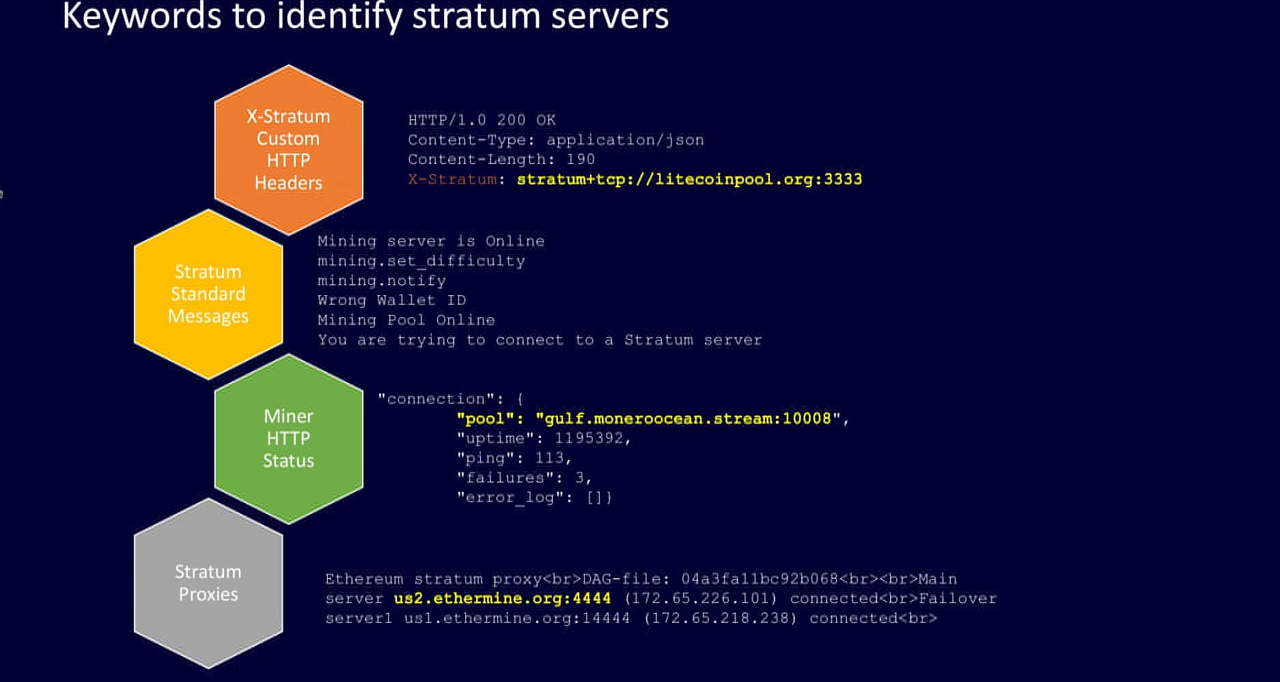 Keywords to identify stratum servers
X-Stratum
Custom
HTTP
Headers
HTTP/1.0 200 OK
Content-Type: application/json
Content-Length: 190
X-Stratum: stratum+tcp://litecoinpool.org:3333
Stratum
Standard
Messages
Mining server is Online
mining.set_difficulty
mining.notify
Wrong Wallet ID
Mining Pool Online
You are trying to connect to a Stratum server
Miner
HTTP
Status
"connection": {
"pool": "gulf.moneroocean.stream:10008",
"uptime": 1195392,
"ping": 113,
"failures": 3,
"error_log": []}
Stratum
Proxies
Ethereum stratum proxy<br>DAG-file: 04a3fa11bc92b068<br><br>Main
server us2.ethermine.org:4444 (172.65.226.101) connected<br>Failover
server1 us1.ethermine.org:14444 (172.65.218.238) connected<br>